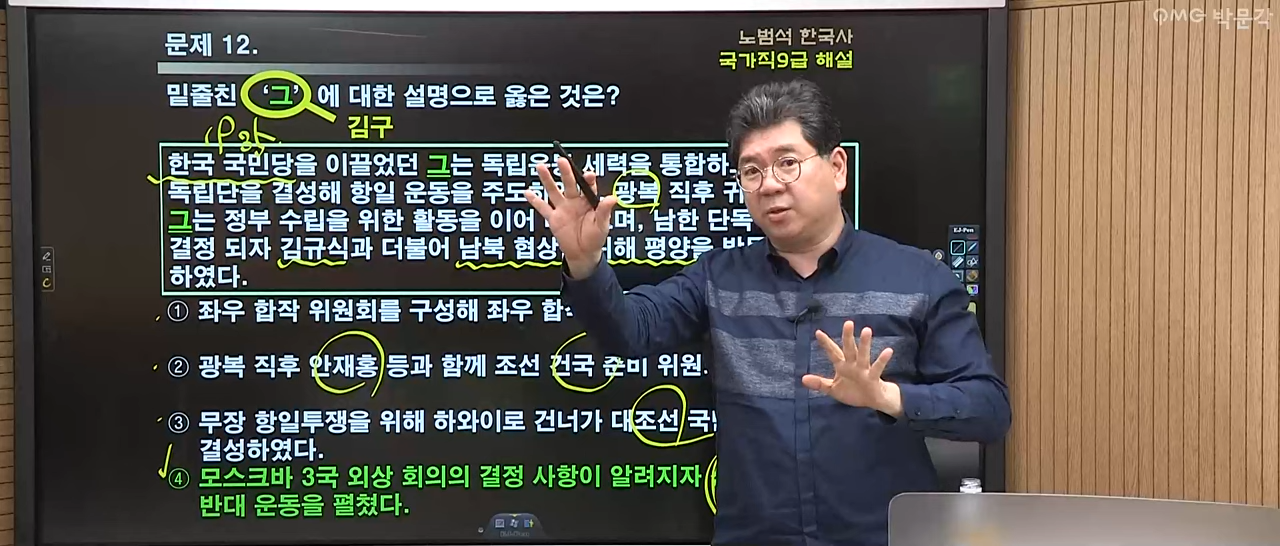 OMG 박문각
문제 12.
노범석 한국사
국가직9급 해설
밑줄친 '그' 에 대한 설명으로 옳은 것은?
김구
한국 국민당을 이끌었던 그는 독립운동 세력을 통합하
독립단을 결성해 항일 운동을 주도하 광복 직후 귀
그는 정부 수립을 위한 활동을 이어 며, 남한 단독
결정 되자 김규식과 더불어 남북 협상 위해 평양을 방문
하였다.
① 좌우 합작 위원회를 구성해 좌우 합
② 광복 직후 안재홍 등과 함께 조선 건국 준비 위원
③ 무장 항일투쟁을 위해 하와이로 건너가 대조선 국
결성하였다.
④ 모스크바 3국 외상 회의의 결정 사항이 알려지자
반대 운동을 펼쳤다.
EJ-Pen